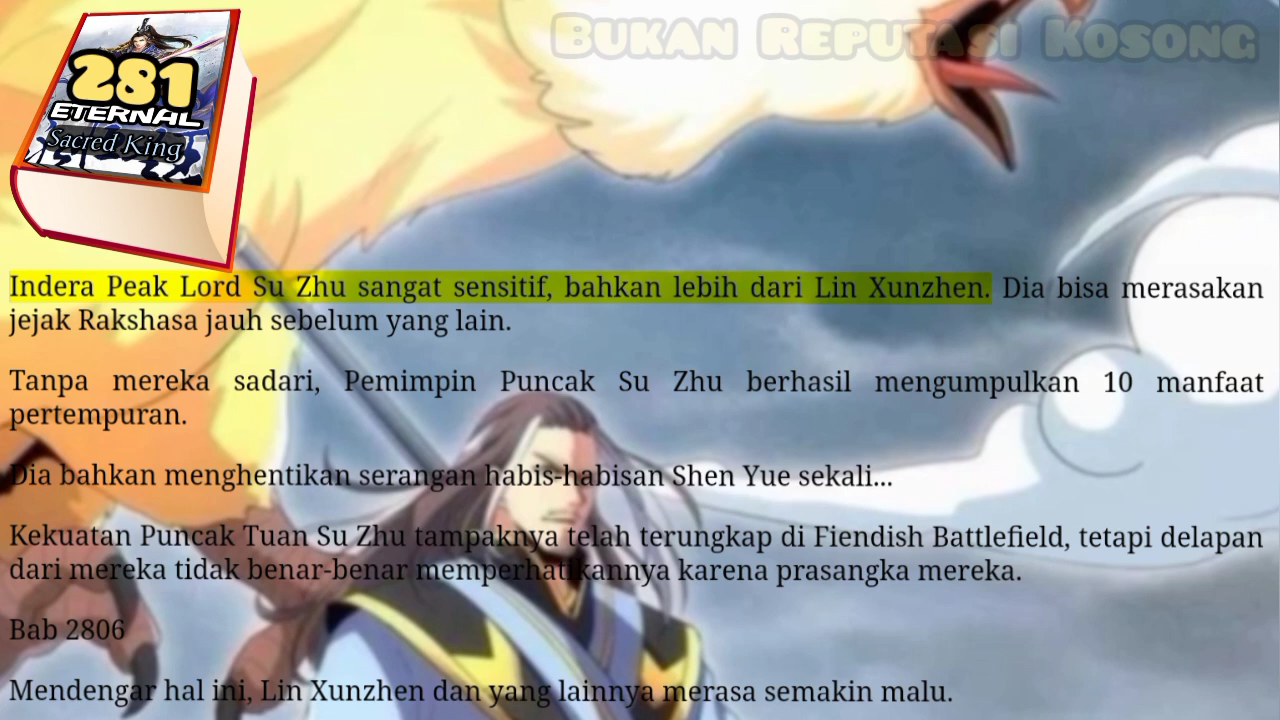 Bukan Reputasi Kosong
281
ETERNAL
Sacred King
Indera Peak Lord Su Zhu sangat sensitif, bahkan lebih dari Lin Xunzhen. Dia bisa merasakan
jejak Rakshasa jauh sebelum yang lain.
Tanpa mereka sadari, Pemimpin Puncak Su Zhu berhasil mengumpulkan 10 manfaat
pertempuran.
Dia bahkan menghentikan serangan habis-habisan Shen Yue sekali...
Kekuatan Puncak Tuan Su Zhu tampaknya telah terungkap di Fiendish Battlefield, tetapi delapan
dari mereka tidak benar-benar memperhatikannya karena prasangka mereka.
Bab 2806
Mendengar hal ini, Lin Xunzhen dan yang lainnya merasa semakin malu.